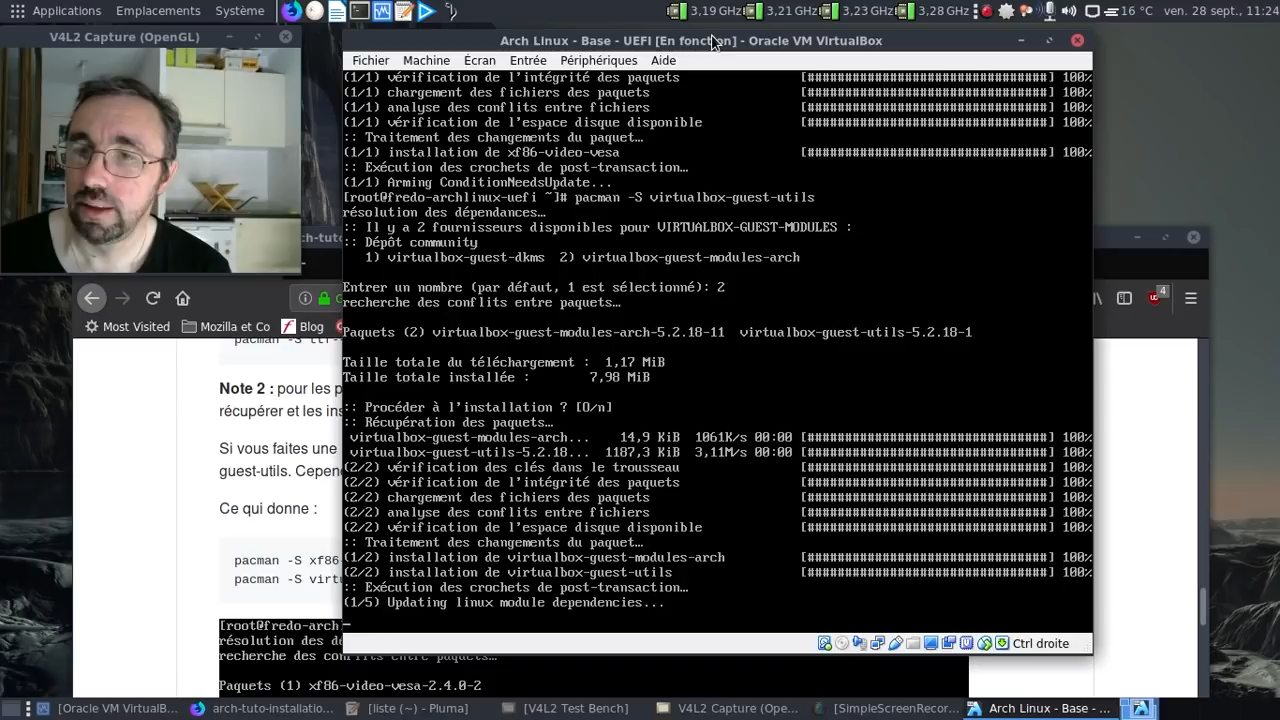 Applications Emplacements Système 3,19 GHz 3,21 GHz 3,23 GHz 3,28 GHz 16 °C ven. 28 sept., 11:24
V4L2 Capture (OpenGL)
Arch Linux - Base - UEFI [En fonction] - Oracle VM VirtualBox
Fichier Machine Écran Entrée Périphériques Aide
(1/1) vérification de l'intégrité des paquets [######################] 100%
(1/1) chargement des fichiers des paquets [######################] 100%
(1/1) analyse des conflits entre fichiers [######################] 100%
(1/1) vérification de l'espace disque disponible [######################] 100%
:: Traitement des changements du paquet…
(1/1) installation de xf86-video-vesa [######################] 100%
:: Exécution des crochets de post-transaction…
(1/1) Arming ConditionNeedsUpdate...
[root@fredo-archlinux-uefi ~]# pacman -S virtualbox-guest-utils
résolution des dépendances…
:: Il y a 2 fournisseurs disponibles pour VIRTUALBOX-GUEST-MODULES :
:: Dépôt community
1) virtualbox-guest-dkms 2) virtualbox-guest-modules-arch
Entrer un nombre (par défaut, 1 est sélectionné): 2
recherche des conflits entre paquets…
Paquets (2) virtualbox-guest-modules-arch-5.2.18-11 virtualbox-guest-utils-5.2.18-1
Taille totale du téléchargement : 1,17 MiB
Taille totale installée : 7,98 MiB
:: Procéder à l'installation ? [O/n]
:: Récupération des paquets…
virtualbox-guest-modules-arch... 14,9 KiB 1061K/s 00:00 [######################] 100%
virtualbox-guest-utils-5.2.18... 1187,3 KiB 3,11M/s 00:00 [######################] 100%
(2/2) vérification des clés dans le trousseau [######################] 100%
(2/2) vérification de l'intégrité des paquets [######################] 100%
(2/2) chargement des fichiers des paquets [######################] 100%
(2/2) analyse des conflits entre fichiers [######################] 100%
(2/2) vérification de l'espace disque disponible [######################] 100%
:: Traitement des changements du paquet…
(1/2) installation de virtualbox-guest-modules-arch [######################] 100%
(2/2) installation de virtualbox-guest-utils [######################] 100%
:: Exécution des crochets de post-transaction…
(1/5) Updating linux module dependencies...
Ctrl droite
arch-tu
4
Most Visited Mozilla et Co Blog
pacman -S ttf-
Note 2 : pour les p
récupérer et les ins
Si vous faites une
guest-utils. Cepend
Ce qui donne :
pacman -S xf86
pacman -S virtu
[root@fredo-arch
résolution des d
recherche des conflits entre paquets…
Paquets (1) xf86-video-vesa-2.4.0-2
[Oracle VM VirtualB... arch-tuto-installatio... [liste (~) - Pluma] [V4L2 Test Bench] V4L2 Capture (Ope... [SimpleScreenRecor... Arch Linux - Base - ...